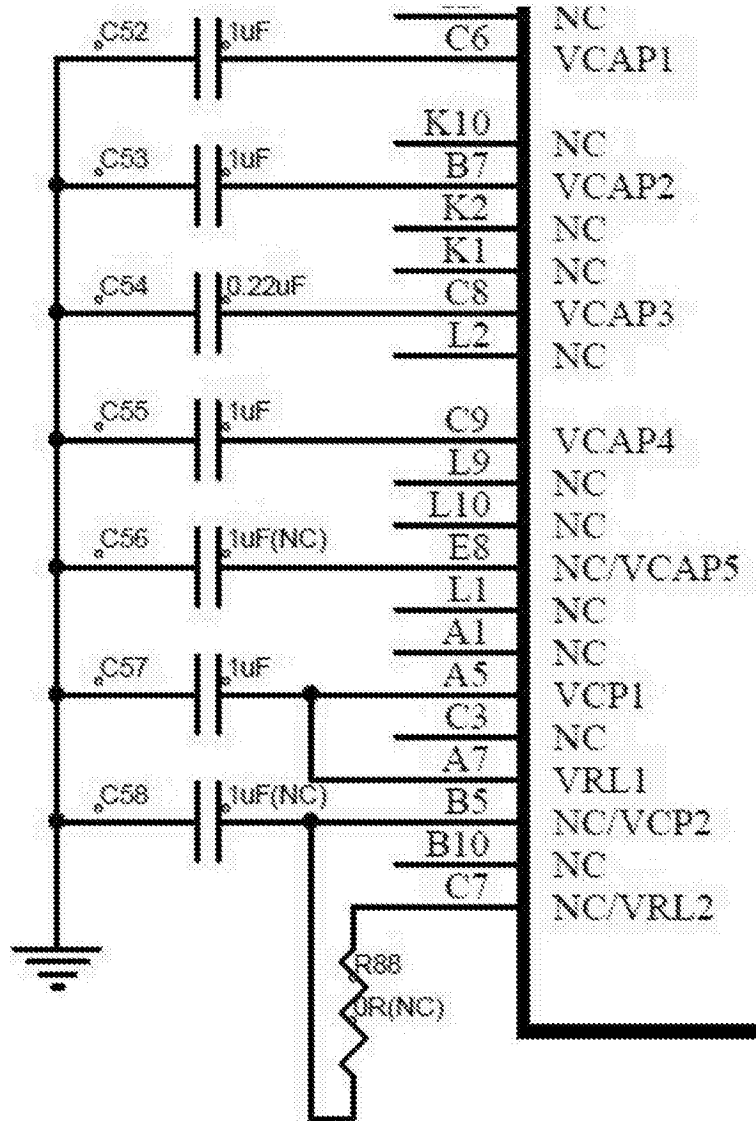 NC
C52 1uF C6 VCAP1
K10 NC
C53 1uF B7 VCAP2
K2 NC
K1 NC
C54 0.22uF C8 VCAP3
L2 NC
C55 1uF C9 VCAP4
L9 NC
L10 NC
C56 1uF(NC) E8 NC/VCAP5
L1 NC
A1 NC
C57 1uF A5 VCP1
C3 NC
A7 VRL1
C58 1uF(NC) B5 NC/VCP2
B10 NC
C7 NC/VRL2
R88
0R(NC)